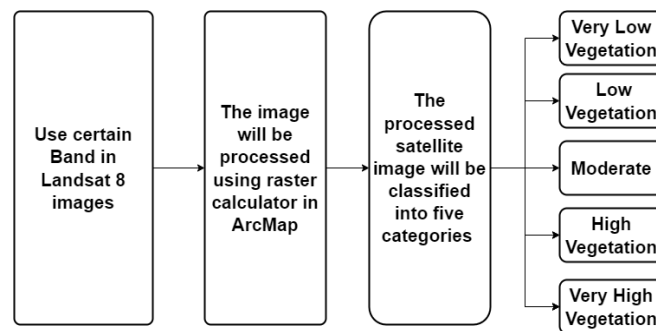 Use certain
Band in
Landsat 8
images
The image
will be
processed
using raster
calculator in
ArcMap
The
processed
satellite
image will be
classified
into five
categories
Very Low
Vegetation
Low
Vegetation
Moderate
High
Vegetation
Very High
Vegetation